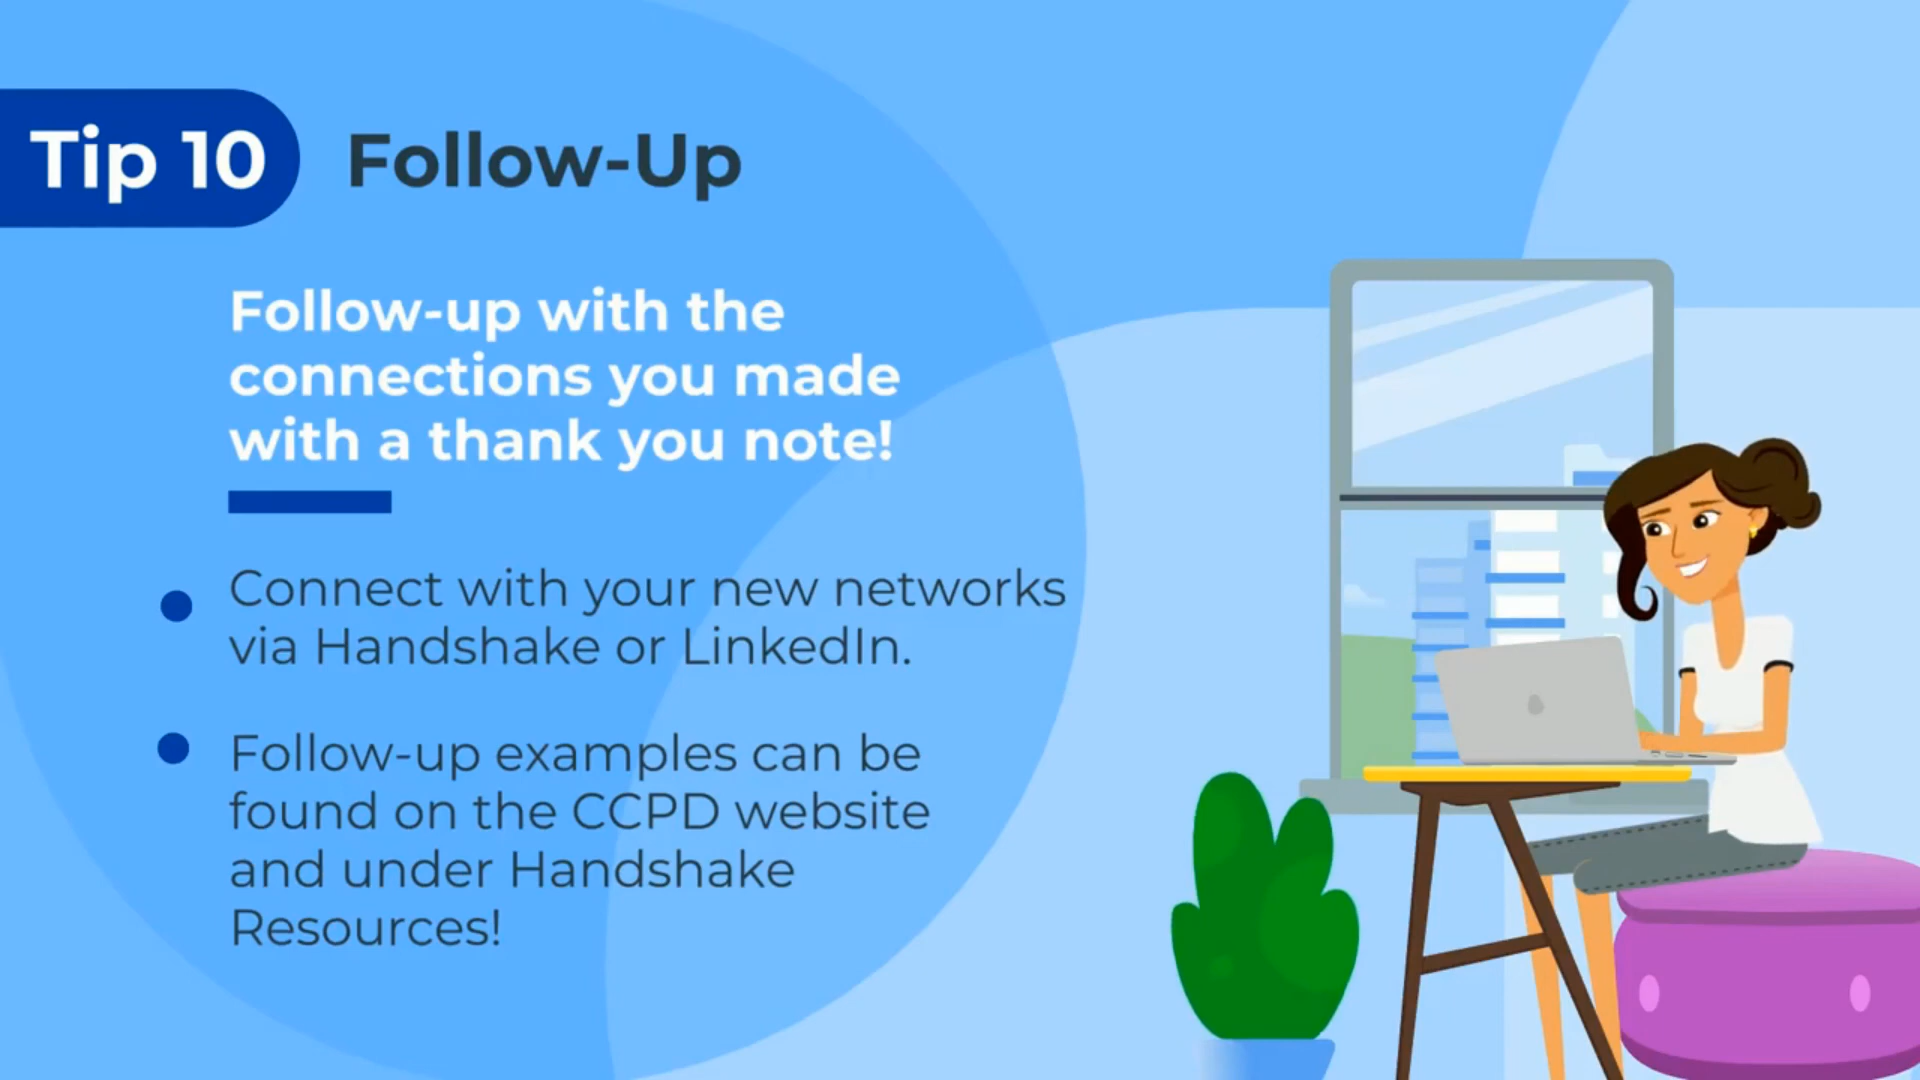 Tip 10 Follow-Up
Follow-up with the
connections you made
with a thank you note!
Connect with your new networks
via Handshake or LinkedIn.
Follow-up examples can be
found on the CCPD website
and under Handshake
Resources!